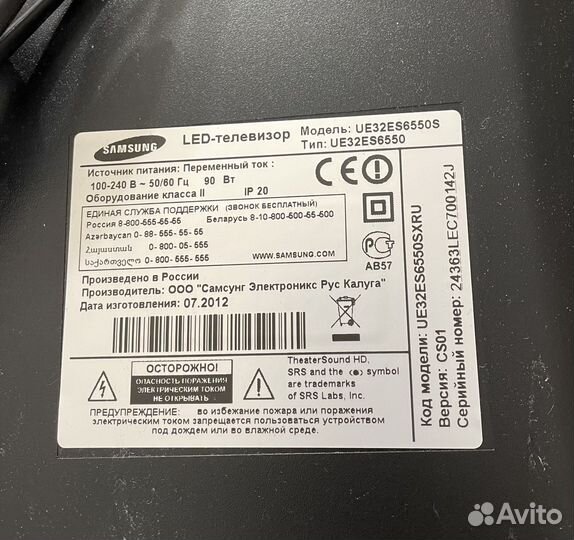 SAMSUNG
LED-телевизор
Модель: UE32ES6550S
Тип: UE32ES6550
Источник питания: Переменный ток :
100-240 В ~ 50/60 Гц 90 Вт
Оборудование класса II IP 20
ЕДИНАЯ СЛУЖБА ПОДДЕРЖКИ (ЗВОНОК БЕСПЛАТНЫЙ)
Россия 8-800-555-55-55 Беларусь 8-10-800-500-55-500
Azərbaycan 0- 88- 555- 55- 55
Հայաստան 0- 800- 05- 555
საქართველო 0- 800- 555- 555
WWW.SAMSUNG.COM
AB57
Произведено в России
Производитель: ООО "Самсунг Электроникс Рус Калуга"
Дата изготовления: 07.2012
ОСТОРОЖНО!
ОПАСНОСТЬ ПОРАЖЕНИЯ
ЭЛЕКТРИЧЕСКИМ ТОКОМ
НЕ ОТКРЫВАТЬ
TheaterSound HD,
SRS and the (●) symbol
are trademarks
of SRS Labs, Inc.
ПРЕДУПРЕЖДЕНИЕ: во избежание пожара или поражения
электрическим током запрещается пользоваться устройством
под дождем или во влажной среде.
Код модели: UE32ES6550SXRU
Версия: CS01
Серийный номер: 24363LEC700142J
Avito